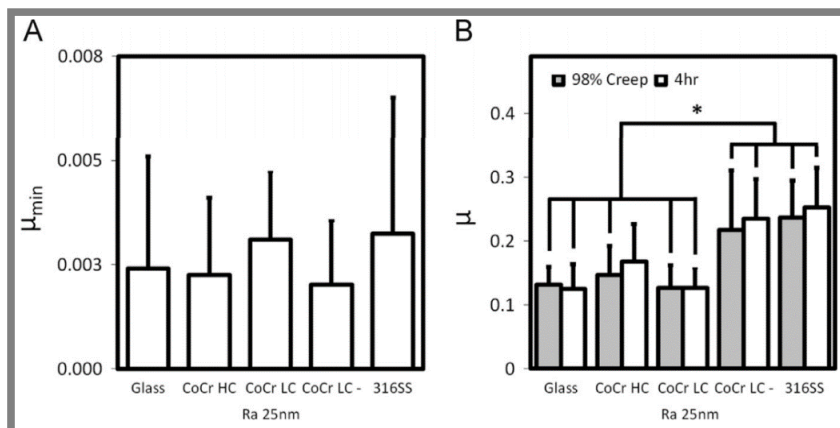 A
0.008
0.005
0.003
0.000
μmin
Glass CoCr HC CoCr LC CoCr LC - 316SS
Ra 25nm
B
98% Creep 4hr
*
0.4
0.3
0.2
0.1
0
μ
Glass CoCr HC CoCr LC CoCr LC - 316SS
Ra 25nm